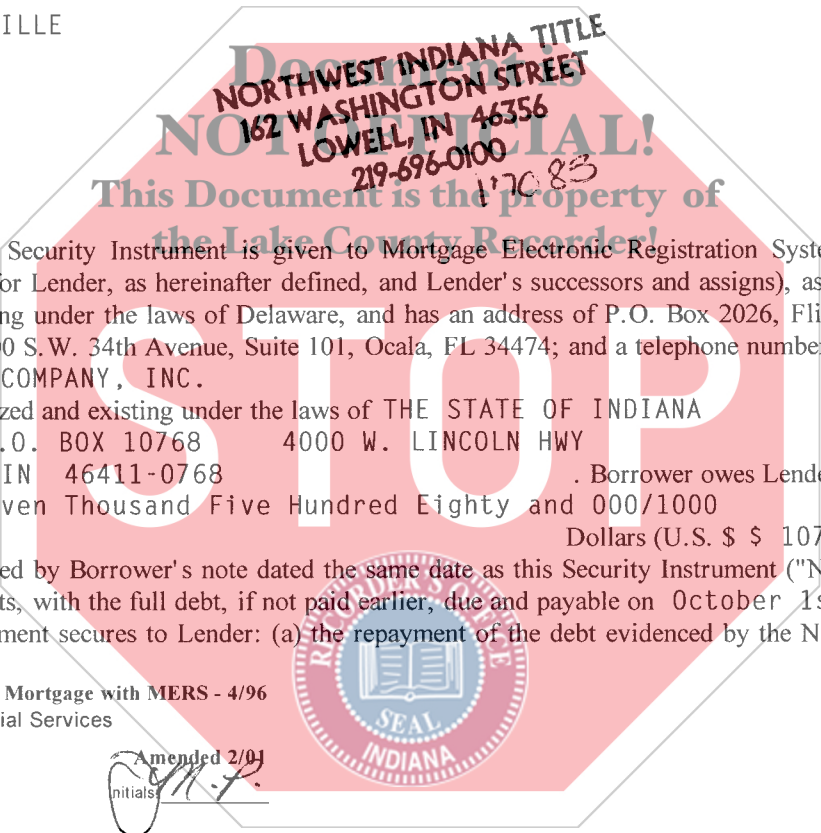 ILLE
Document is
NORTHWEST INDIANA TITLE
162 WASHINGTON STREET
LOWELL, IN 46356
219-696-0100
NOT OFFICIAL!
This Document is the property of
the Lake County Recorder!
Security Instrument is given to Mortgage Electronic Registration Syste
or Lender, as hereinafter defined, and Lender's successors and assigns), as
ng under the laws of Delaware, and has an address of P.O. Box 2026, Fli
0 S.W. 34th Avenue, Suite 101, Ocala, FL 34474; and a telephone number
COMPANY, INC.
zed and existing under the laws of THE STATE OF INDIANA
.O. BOX 10768 4000 W. LINCOLN HWY
IN 46411-0768 . Borrower owes Lende
ven Thousand Five Hundred Eighty and 000/1000
Dollars (U.S. $ $ 107
ed by Borrower's note dated the same date as this Security Instrument ("N
ts, with the full debt, if not paid earlier, due and payable on October 1s
ment secures to Lender: (a) the repayment of the debt evidenced by the N
STOP
RECORDER'S OFFICE
SEAL
INDIANA
Mortgage with MERS - 4/96
ial Services
Amended 2/01
nitials M.P.